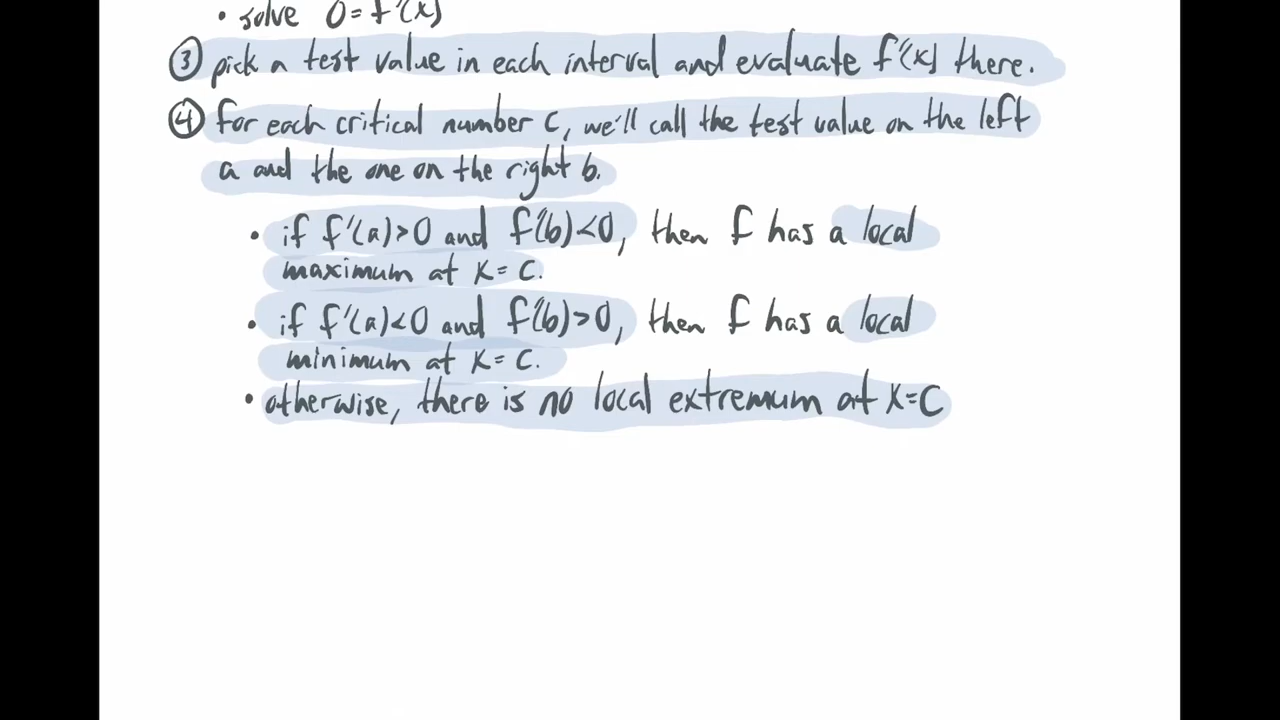 • solve 0 = f'(x)
③ pick a test value in each interval and evaluate f'(x) there.
④ for each critical number c, we'll call the test value on the left
a and the one on the right b.
• if f'(a)>0 and f'(b)<0, then f has a local
maximum at x = c.
• if f'(a)<0 and f'(b)>0, then f has a local
minimum at x = c.
• otherwise, there is no local extremum at x=c